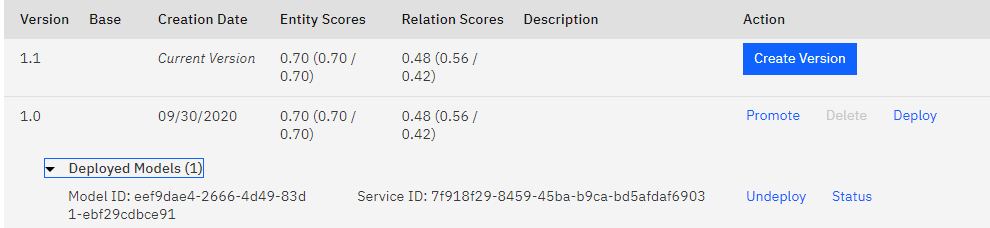 Version Base Creation Date Entity Scores Relation Scores Description Action
1.1 Current Version 0.70 (0.70 / 0.48 (0.56 / Create Version
0.70) 0.42)
1.0 09/30/2020 0.70 (0.70 / 0.48 (0.56 / Promote Delete Deploy
0.70) 0.42)
Deployed Models (1)
Model ID: eef9dae4-2666-4d49-83d Service ID: 7f918f29-8459-45ba-b9ca-bd5afdaf6903 Undeploy Status
1-ebf29cdbce91